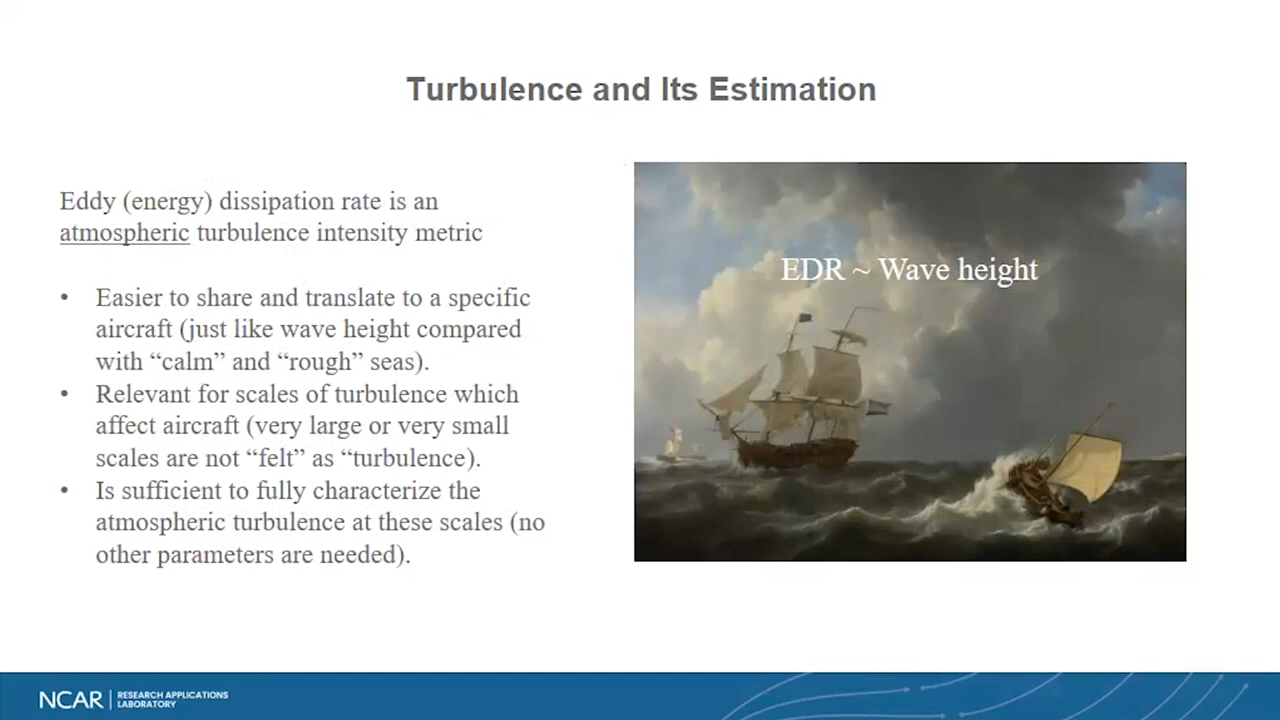 Turbulence and Its Estimation
Eddy (energy) dissipation rate is an
atmospheric turbulence intensity metric
• Easier to share and translate to a specific
aircraft (just like wave height compared
with “calm” and “rough” seas).
• Relevant for scales of turbulence which
affect aircraft (very large or very small
scales are not “felt” as “turbulence).
• Is sufficient to fully characterize the
atmospheric turbulence at these scales (no
other parameters are needed).
EDR ~ Wave height
NCAR
RESEARCH APPLICATIONS
LABORATORY